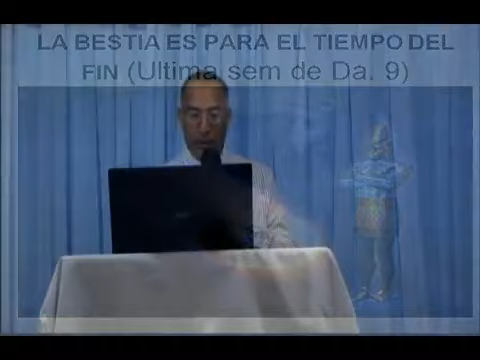 LA BESTIA ES PARA EL TIEMPO DEL
FIN (Ultima sem de Da. 9)